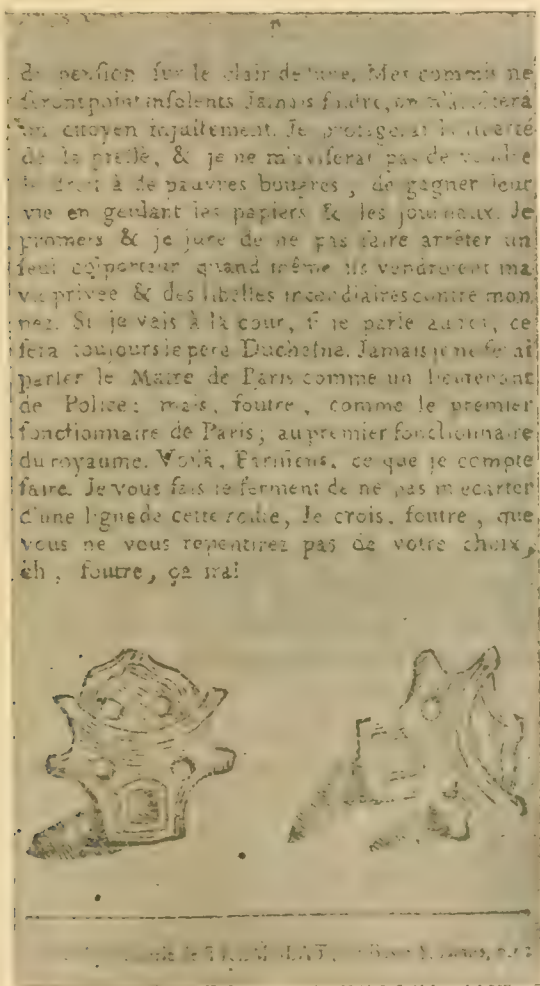 de pension sur le clair de lune. Mes commis ne
seront point insolents. Jamais foutre, on n'arrêtera
un citoyen injustement. Je protegerai la liberté
de la presse, & je ne m'aviserai pas de vendre
le droit à de pauvres bougres, de gagner leur
vie en geulant les papiers & les journaux. Je
promets & je jure de ne pas faire arrêter un
seul colporteur quand même ils vendroient ma
vie privée & des libelles incendiaires contre mon
nez. Si je vais à la cour, si je parle au roi, ce
sera toujours le pere Duchesne. Jamais je ne ferai
parler le Maire de Paris comme un lieutenant
de Police: mais, foutre, comme le premier
fonctionnaire de Paris; au premier fonctionnaire
du royaume. Voilà, Parisiens, ce que je compte
faire. Je vous fais le serment de ne pas m'ecarter
d'une ligne de cette route, Je crois, foutre, que
vous ne vous repentirez pas de votre choix,
eh, foutre, ça ira!
de